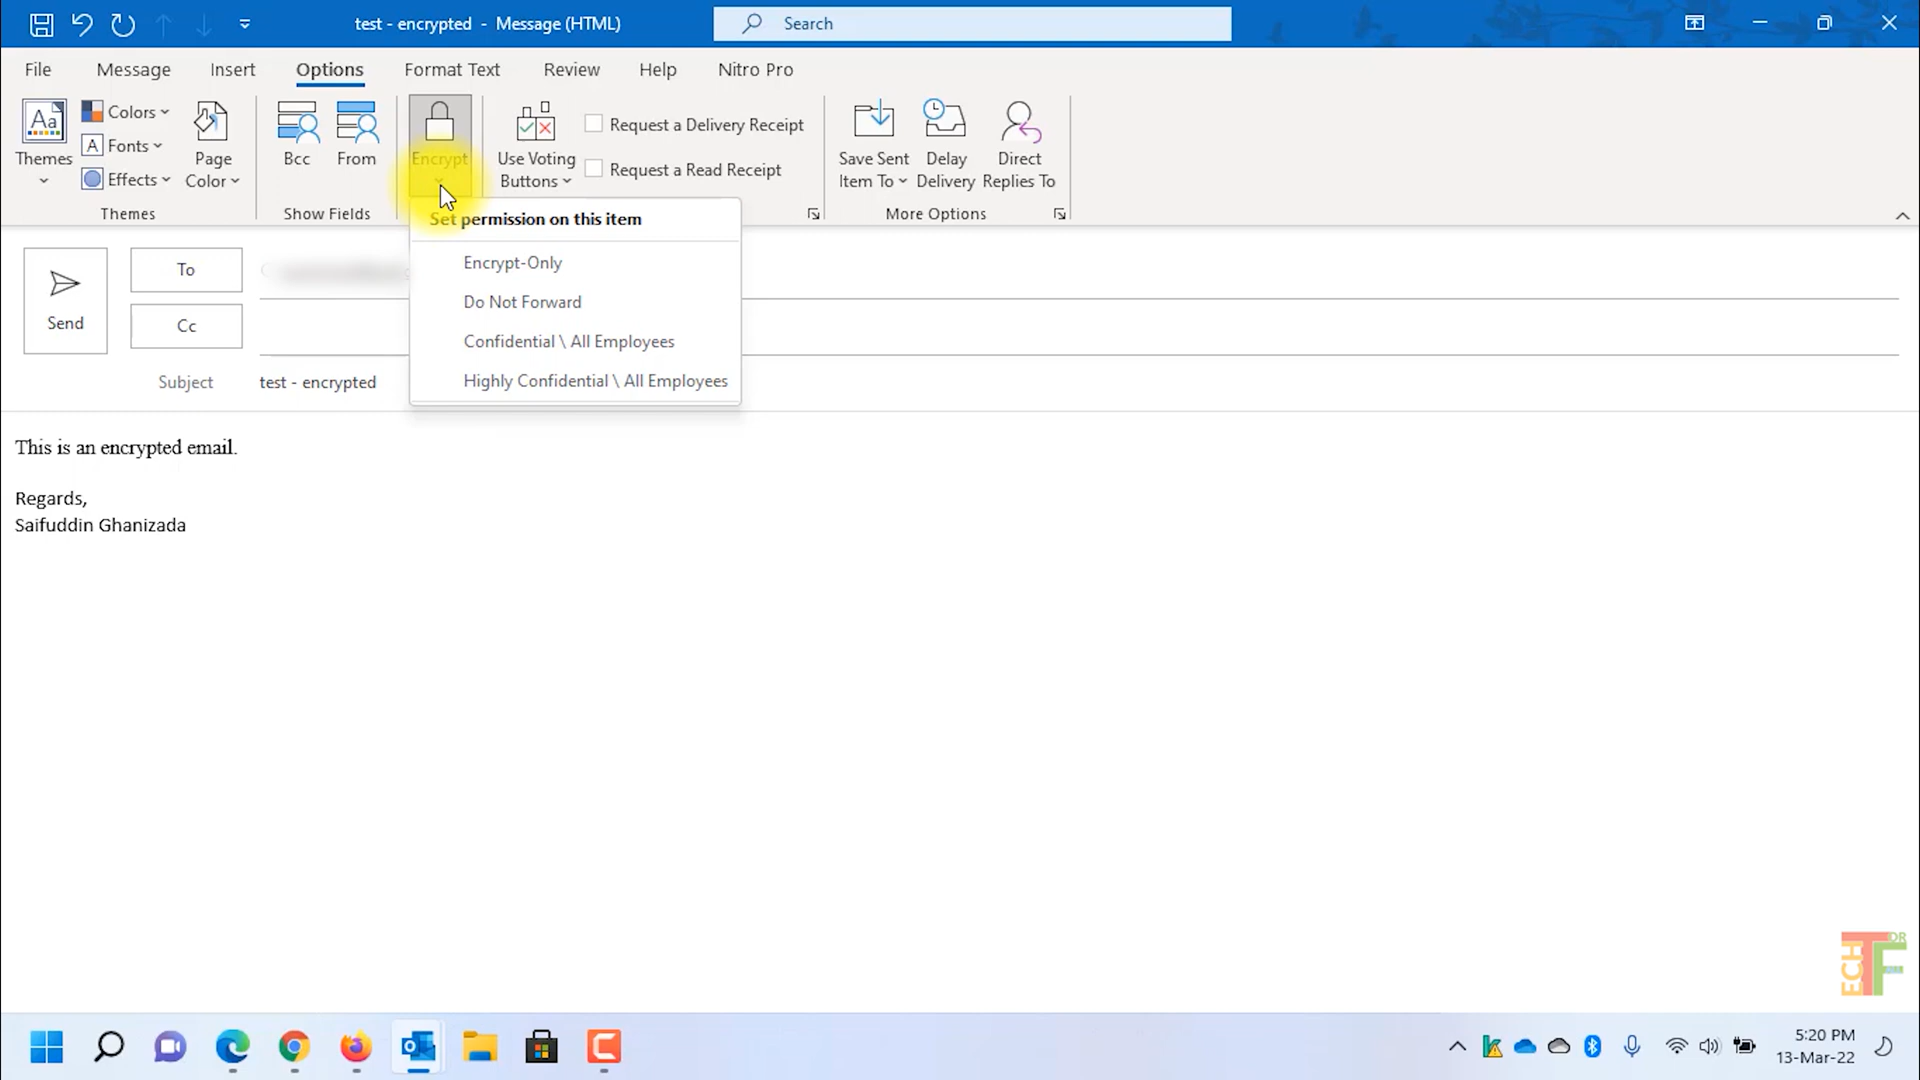 test - encrypted - Message (HTML)
Search
File Message Insert Options Format Text Review Help Nitro Pro
Themes
Colors
Fonts
Effects
Page
Color
Themes
Bcc
From
Show Fields
Encrypt
Use Voting
Buttons
Request a Delivery Receipt
Request a Read Receipt
Save Sent
Item To
Delay
Delivery
Direct
Replies To
More Options
Set permission on this item
Encrypt-Only
Do Not Forward
Confidential \ All Employees
Highly Confidential \ All Employees
Send
To
Cc
Subject
test - encrypted
This is an encrypted email.
Regards,
Saifuddin Ghanizada
5:20 PM
13-Mar-22